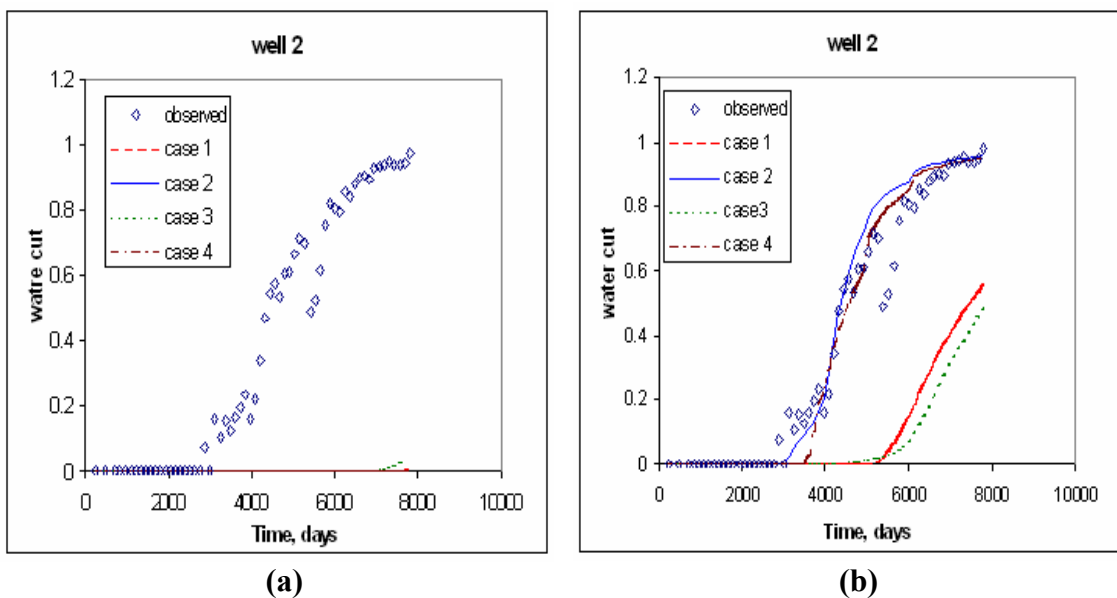 well 2
1.2
1
0.8
0.6
0.4
0.2
0
watre cut
observed
case 1
case 2
case 3
case 4
0 2000 4000 6000 8000 10000
Time, days
(a)
well 2
1.2
1
0.8
0.6
0.4
0.2
0
water cut
observed
case 1
case 2
case3
case 4
0 2000 4000 6000 8000 10000
Time, days
(b)